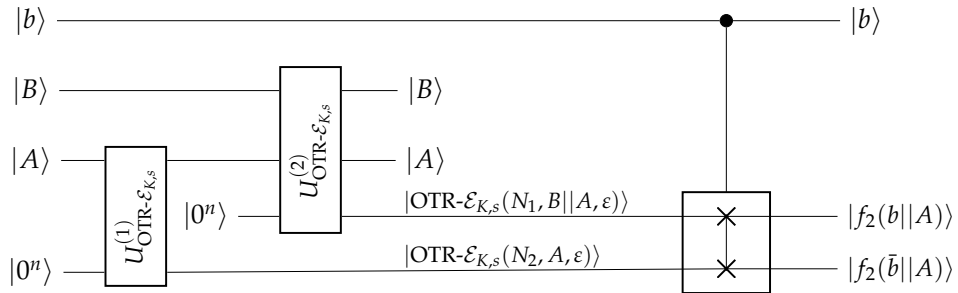 |b⟩ |b⟩
|B⟩ |B⟩
U^{(2)}_{OTR-ℰ_{K,s}}
|A⟩ |A⟩
U^{(1)}_{OTR-ℰ_{K,s}}
|0^n⟩ |OTR-ℰ_{K,s}(N_1, B||A, ε)⟩ |f_2(b||A)⟩
|0^n⟩ |OTR-ℰ_{K,s}(N_2, A, ε)⟩ |f_2(b̄||A)⟩